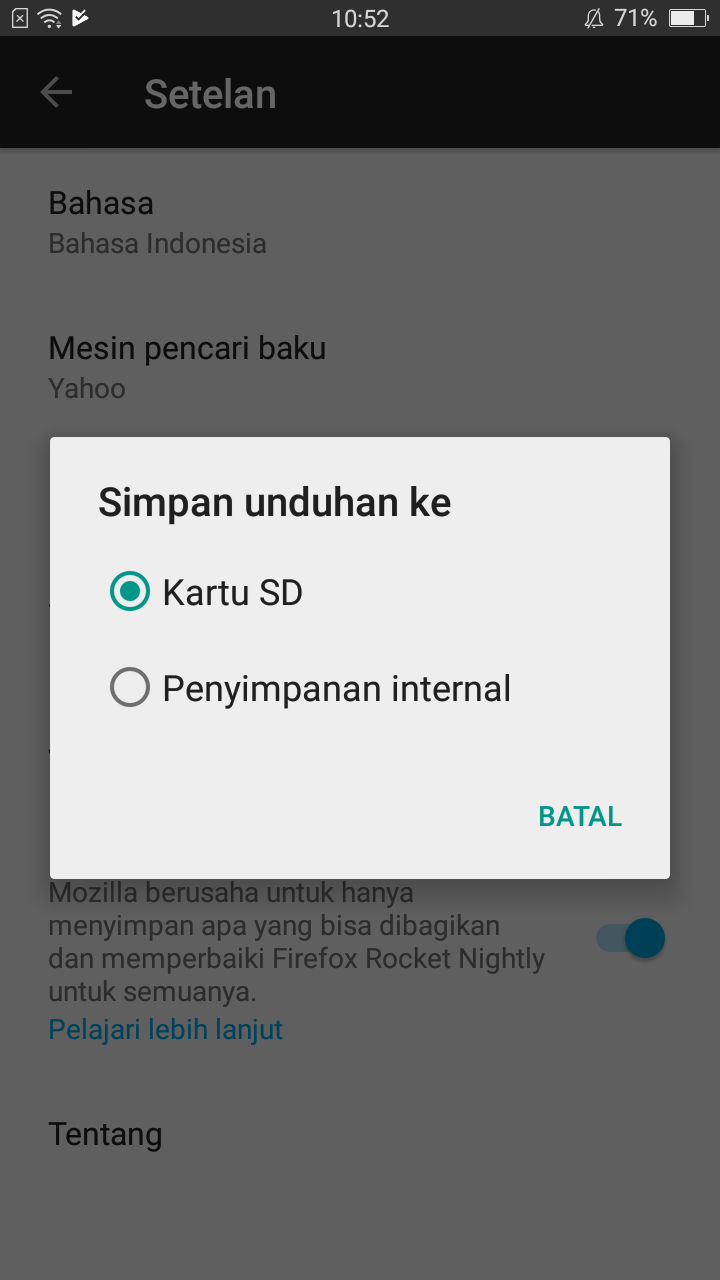 10:52
71%
Setelan
Bahasa
Bahasa Indonesia
Mesin pencari baku
Yahoo
Simpan unduhan ke
Kartu SD
Penyimpanan internal
BATAL
Mozilla berusaha untuk hanya
menyimpan apa yang bisa dibagikan
dan memperbaiki Firefox Rocket Nightly
untuk semuanya.
Pelajari lebih lanjut
Tentang